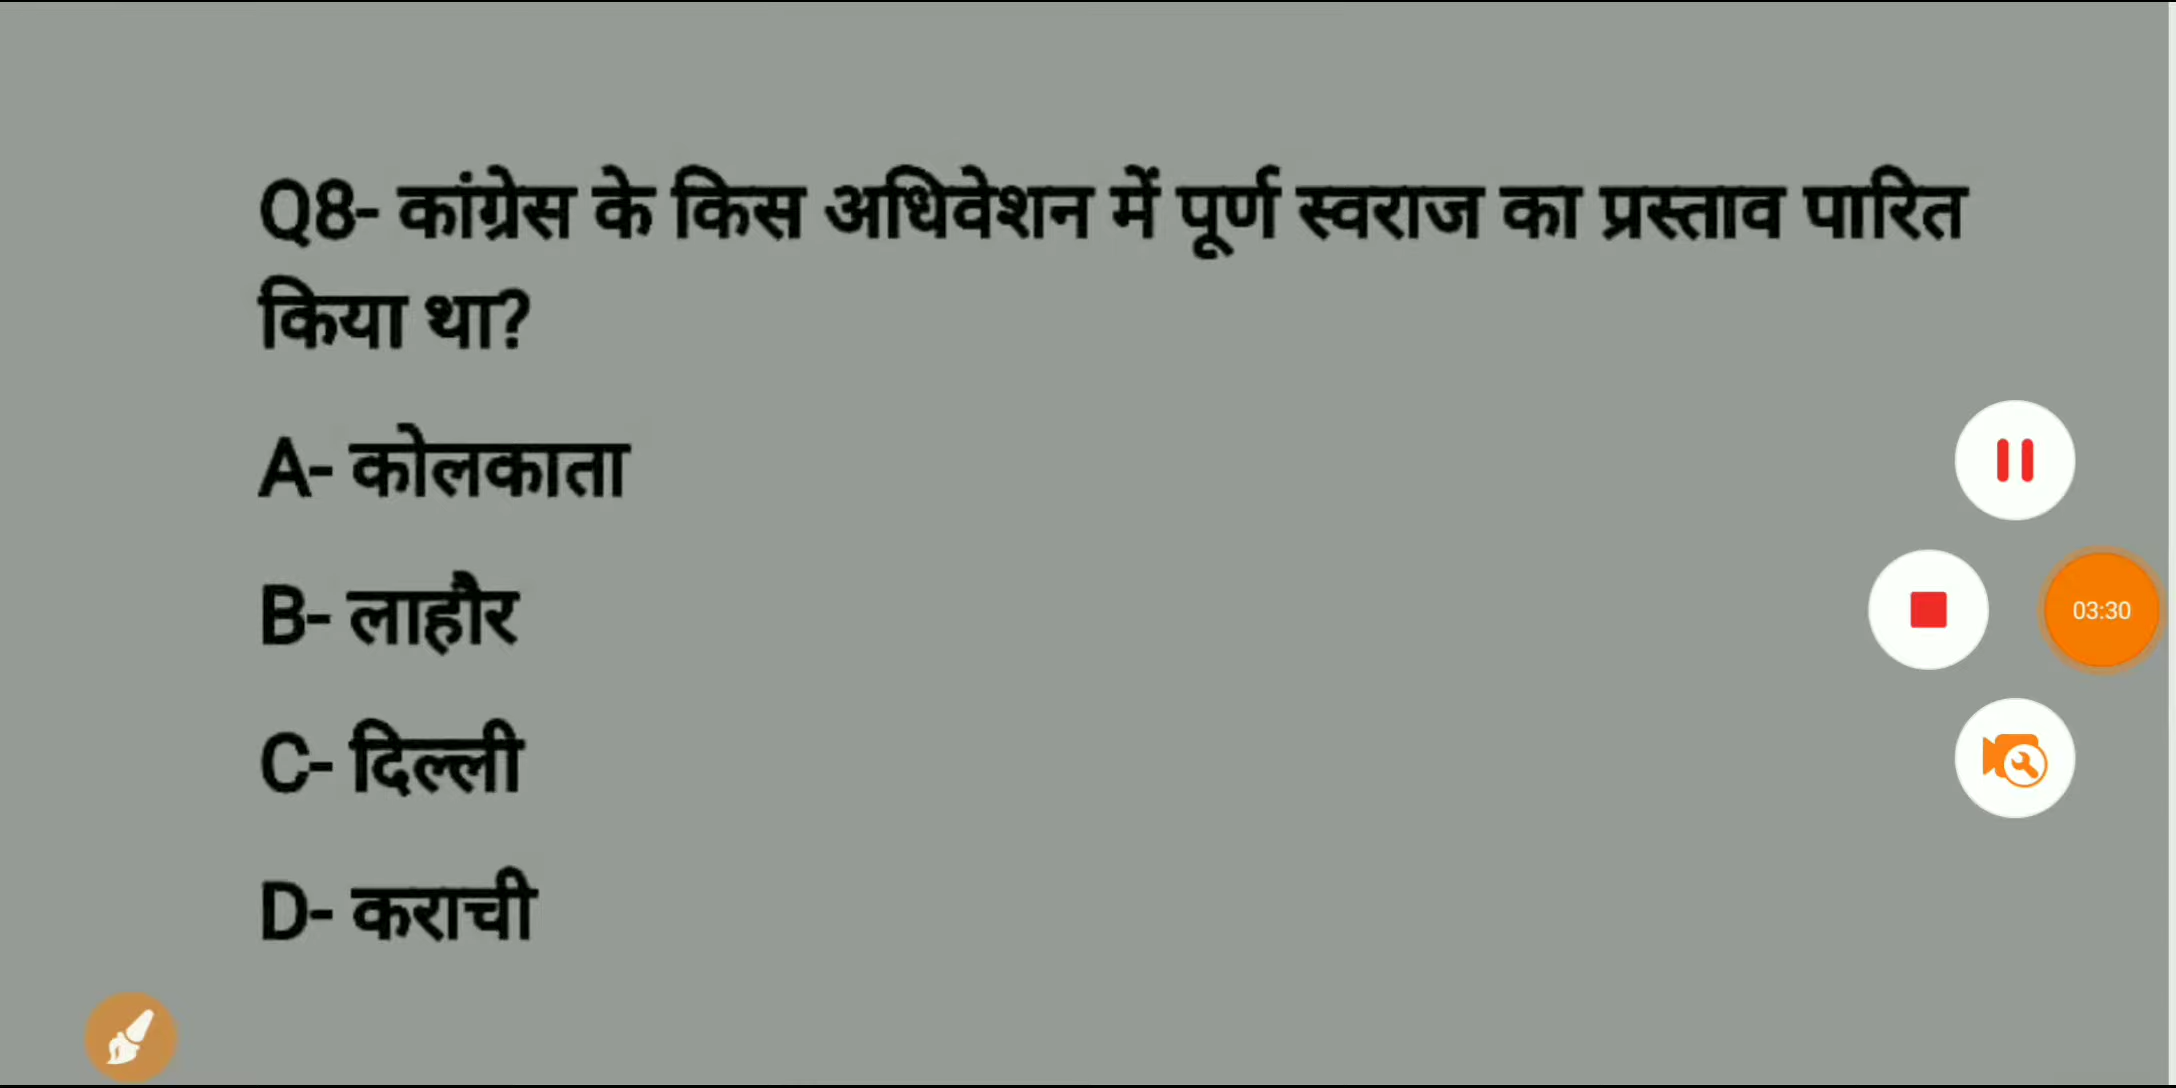 Q8- कांग्रेस के किस अधिवेशन में पूर्ण स्वराज का प्रस्ताव पारित
किया था?
A- कोलकाता
B- लाहौर
03:30
C- दिल्ली
D- कराची